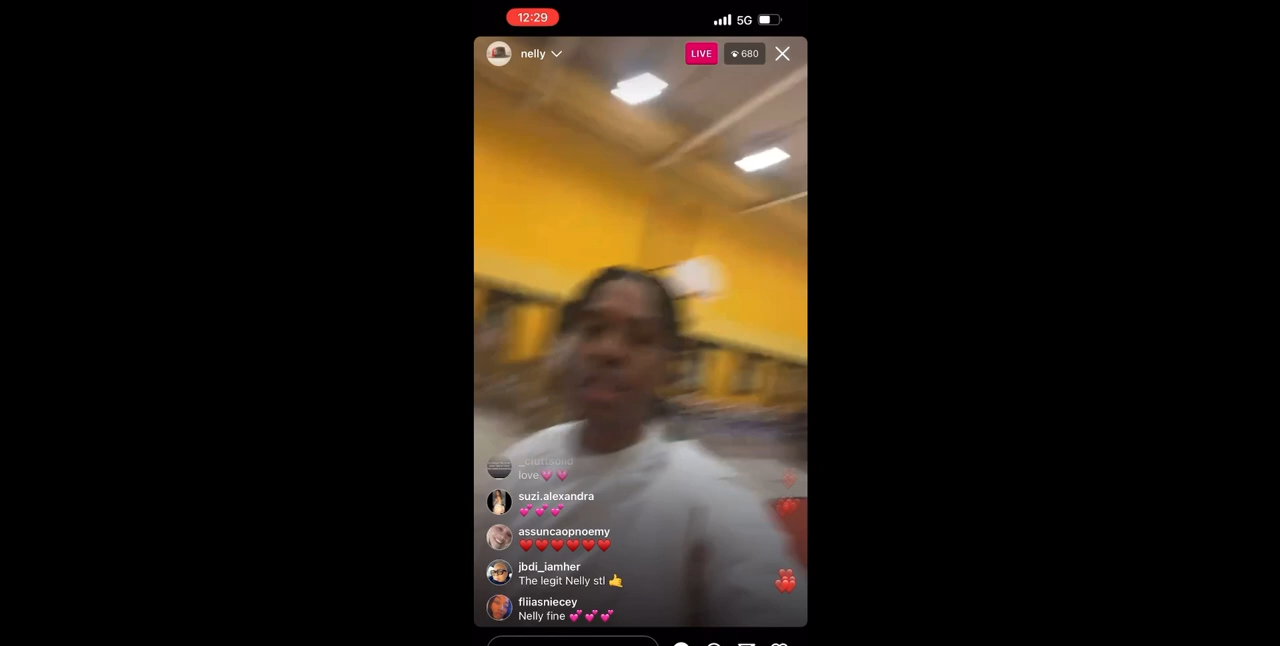 12:29
5G
nelly
LIVE
680
love 💕 💕
suzi.alexandra
💕 💕 💕
assuncaopnoemy
❤️ ❤️ ❤️ ❤️ ❤️ ❤️
jbdi_iamher
The legit Nelly stl 🤙
fliiasniecey
Nelly fine 💕 💕 💕